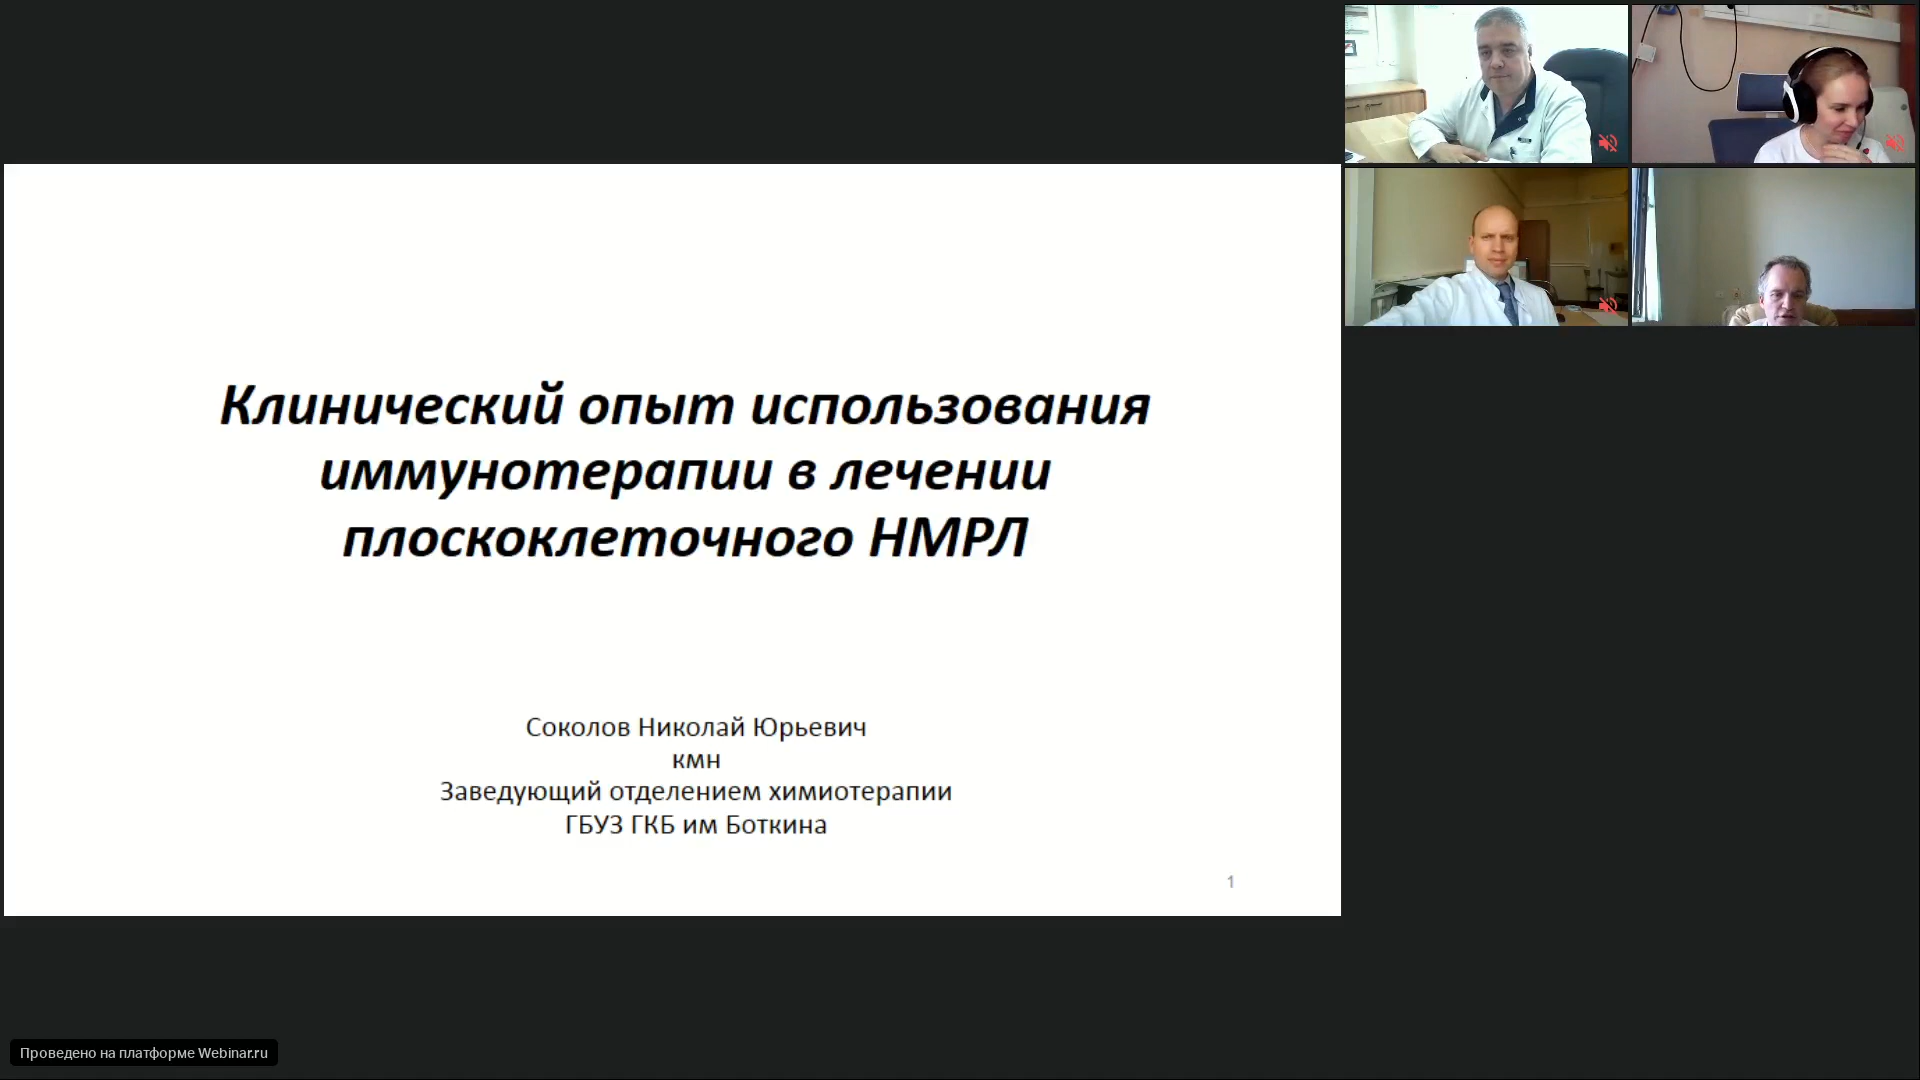 Клинический опыт использования
иммунотерапии в лечении
плоскоклеточного НМРЛ
Соколов Николай Юрьевич
кмн
Заведующий отделением химиотерапии
ГБУЗ ГКБ им Боткина
1
Проведено на платформе Webinar.ru